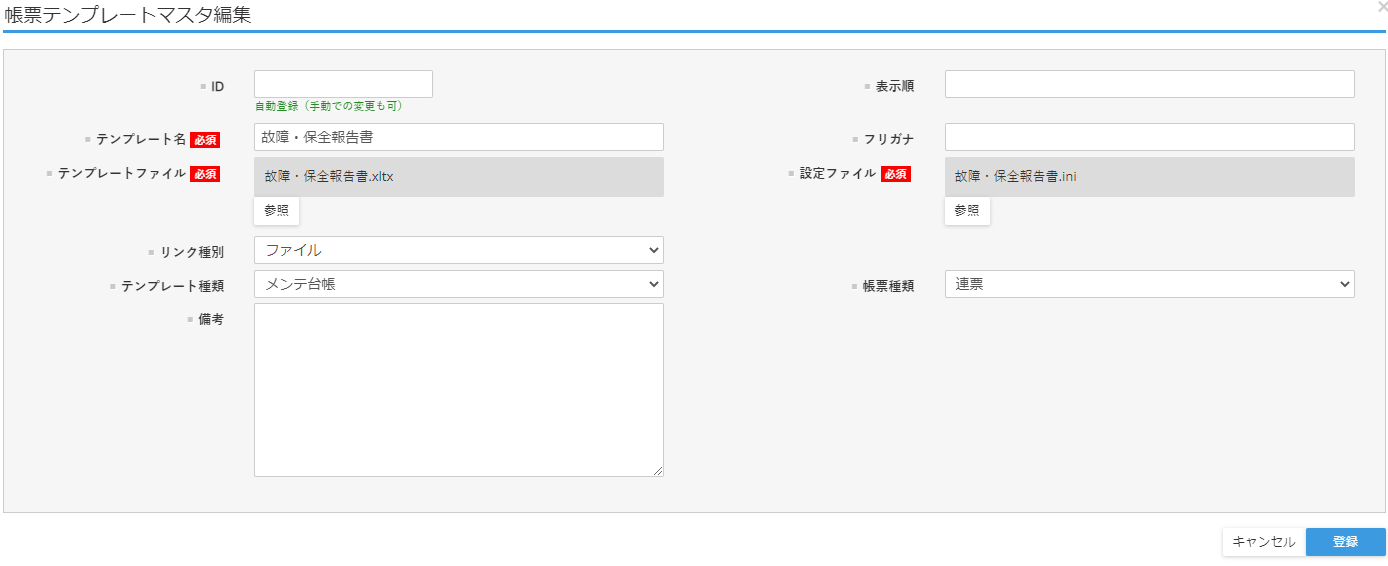 帳票テンプレートマスタ編集
×
ID
表示順
自動登録（手動での変更も可）
テンプレート名 必須
故障・保全報告書
フリガナ
テンプレートファイル 必須
故障・保全報告書.xltx
設定ファイル 必須
故障・保全報告書.ini
参照
参照
リンク種別
ファイル
テンプレート種類
メンテ台帳
帳票種類
連票
備考
キャンセル
登録